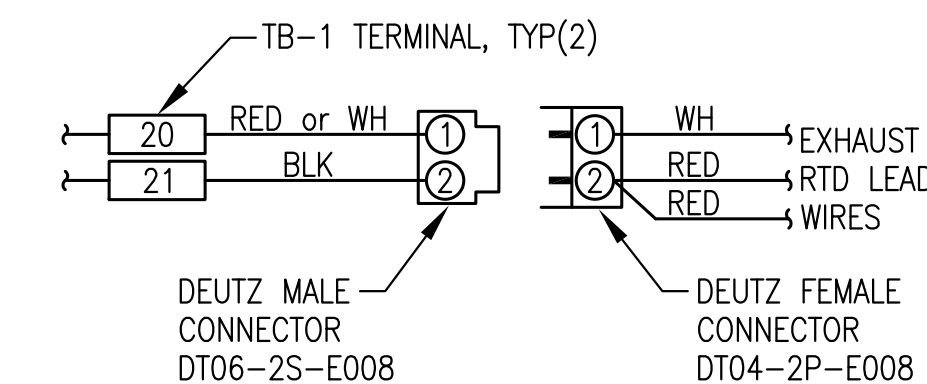 TB-1 TERMINAL, TYP(2)
20 RED or WH 1
21 BLK 2
1 WH EXHAUST
2 RED RTD LEAD
RED WIRES
DEUTZ MALE
CONNECTOR
DT06-2S-E008
DEUTZ FEMALE
CONNECTOR
DT04-2P-E008